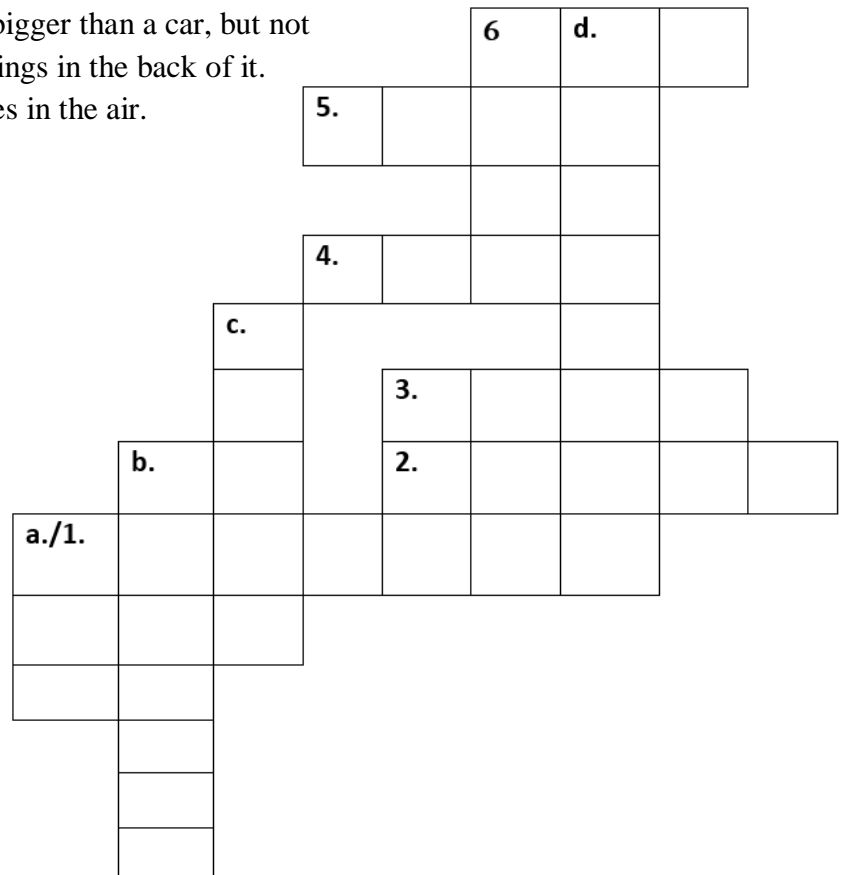 bigger than a car, but not
ings in the back of it.
es in the air.
6 d.
5.
4.
c.
3.
b. 2.
a./1.